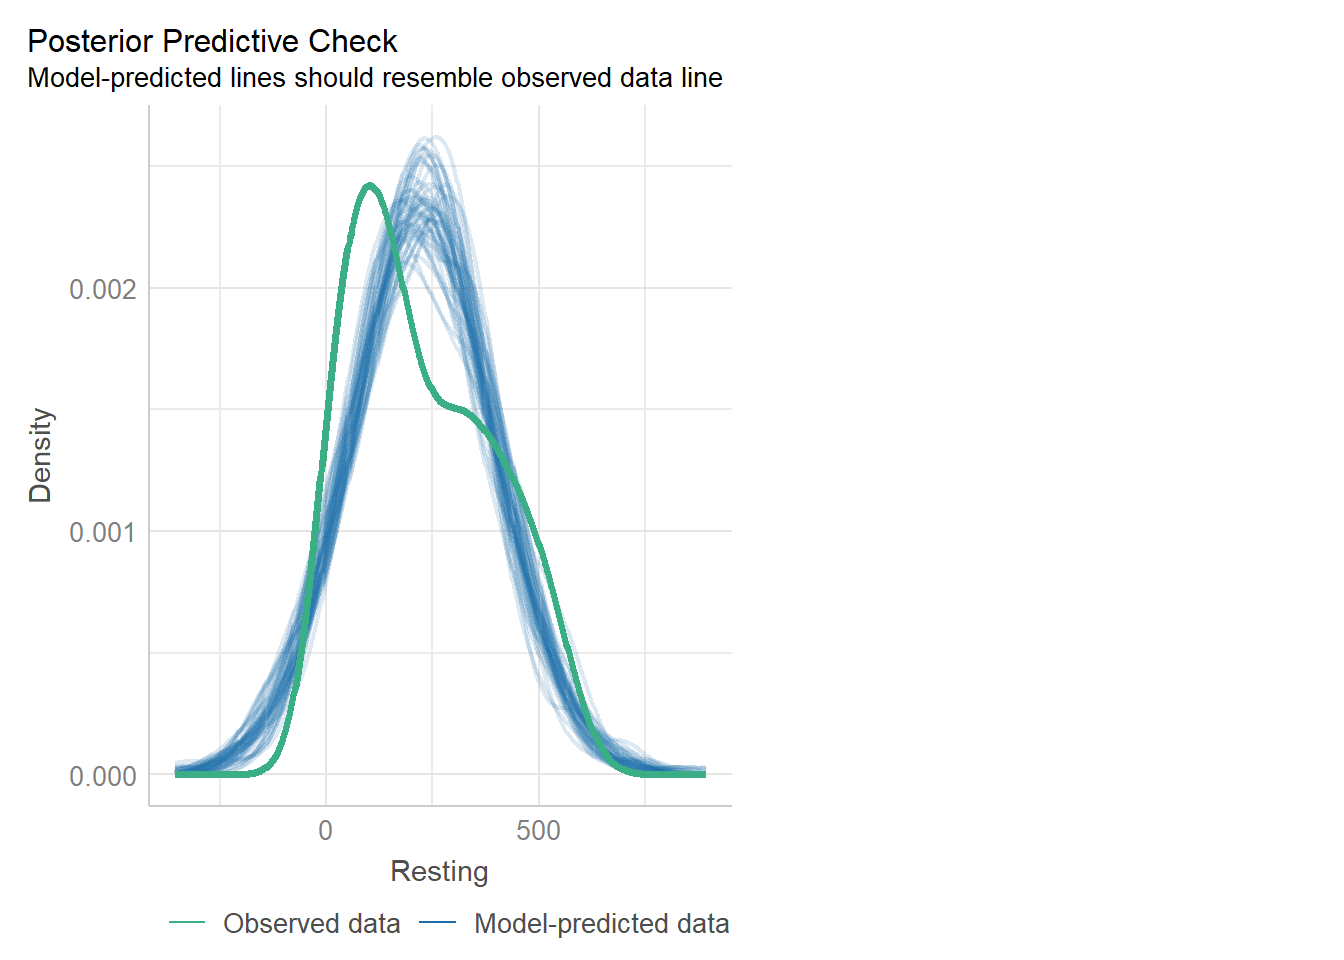 Posterior Predictive Check
Model-predicted lines should resemble observed data line
Density
0.002
0.001
0.000
0 500
Resting
Observed data Model-predicted data